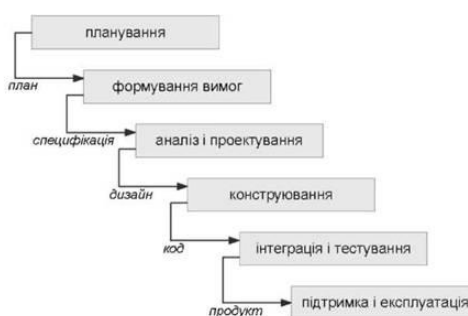 планування
план
формування вимог
специфікація
аналіз і проектування
дизайн
конструювання
код
інтеграція і тестування
продукт
підтримка і експлуатація